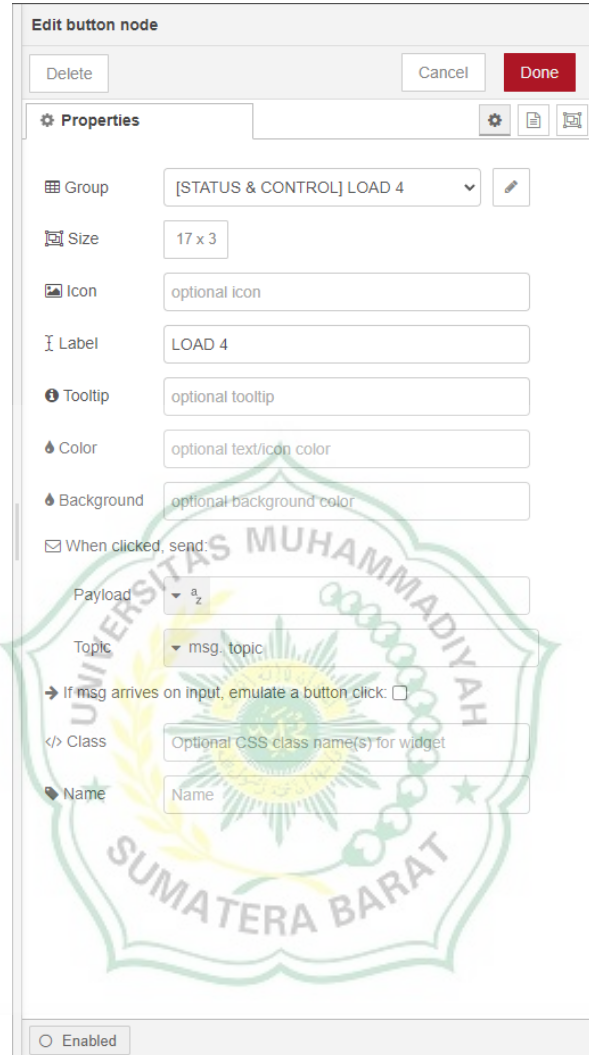 Edit button node
Delete Cancel Done
Properties
Group [STATUS & CONTROL] LOAD 4
Size 17 x 3
Icon optional icon
Label LOAD 4
Tooltip optional tooltip
Color optional text/icon color
Background optional background color
When clicked, send:
Payload a z
Topic msg. topic
If msg arrives on input, emulate a button click:
</> Class Optional CSS class name(s) for widget
Name Name
UNIVERSITAS MUHAMMADIYAH
SUMATERA BARAT
Enabled